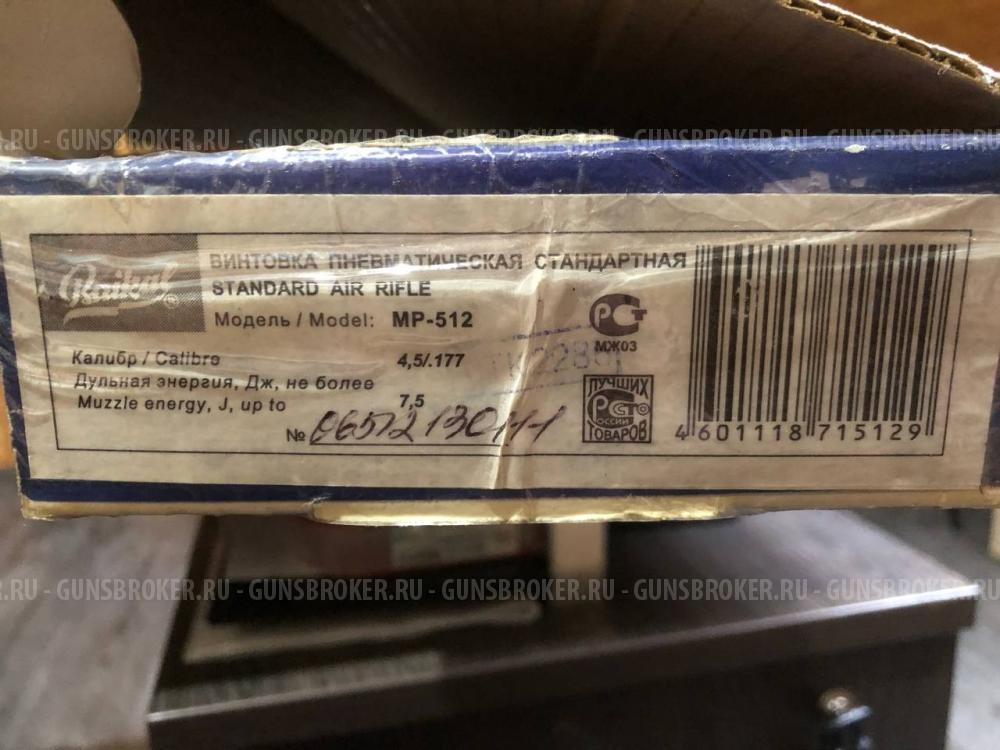 .RU - GUNSBROKER.RU - GUNSBROKER.RU - GUNSBROKER.RU - GUNSBROKER.RU - GUNSBROKER.RU
Baikal ®
ВИНТОВКА ПНЕВМАТИЧЕСКАЯ СТАНДАРТНАЯ
STANDARD AIR RIFLE
Модель / Model: MP-512
РСТ
МЖ03
Калибр / Calibre 4,5/.177
Дульная энергия, Дж, не более
Muzzle energy, J, up to 7,5
№
ЛУЧШИХ
РОССИИ
ТОВАРОВ
4 601118 715129
.RU - GUNSBROKER.RU - GUNSBROKER.RU - GUNSBROKER.RU - GUNSBROKER.RU - GUNSBROKER.RU